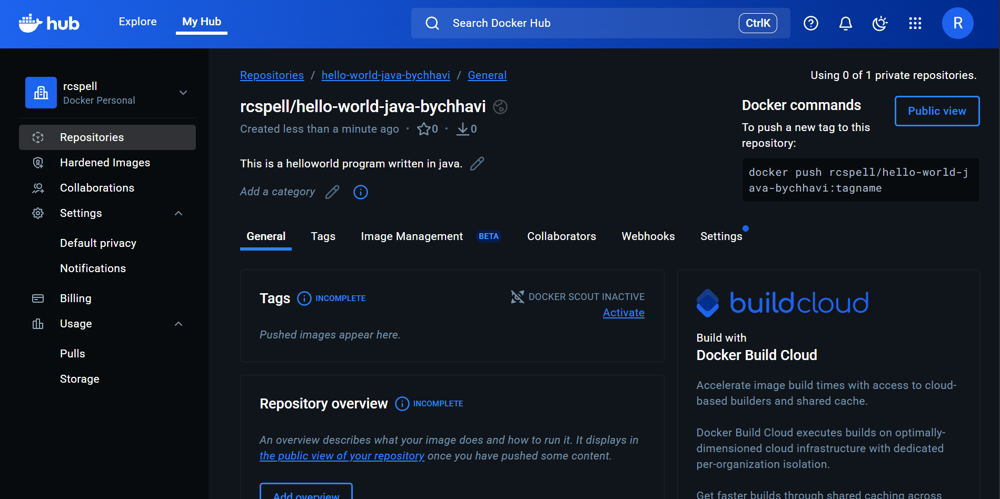 hub
Explore
My Hub
Search Docker Hub
CtrlK
R
rcspell
Docker Personal
Repositories
Hardened Images
Collaborations
Settings
Default privacy
Notifications
Billing
Usage
Pulls
Storage
Repositories / hello-world-java-bychhavi / General
Using 0 of 1 private repositories.
rcspell/hello-world-java-bychhavi
Created less than a minute ago · 0 · 0
This is a helloworld program written in java.
Add a category
Docker commands
Public view
To push a new tag to this
repository:
docker push rcspell/hello-world-j
ava-bychhavi:tagname
General
Tags
Image Management BETA
Collaborators
Webhooks
Settings
Tags INCOMPLETE
DOCKER SCOUT INACTIVE
Activate
Pushed images appear here.
Repository overview INCOMPLETE
An overview describes what your image does and how to run it. It displays in
the public view of your repository once you have pushed some content.
Add overview
buildcloud
Build with
Docker Build Cloud
Accelerate image build times with access to cloud-
based builders and shared cache.
Docker Build Cloud executes builds on optimally-
dimensioned cloud infrastructure with dedicated
per-organization isolation.
Get faster builds through shared caching across